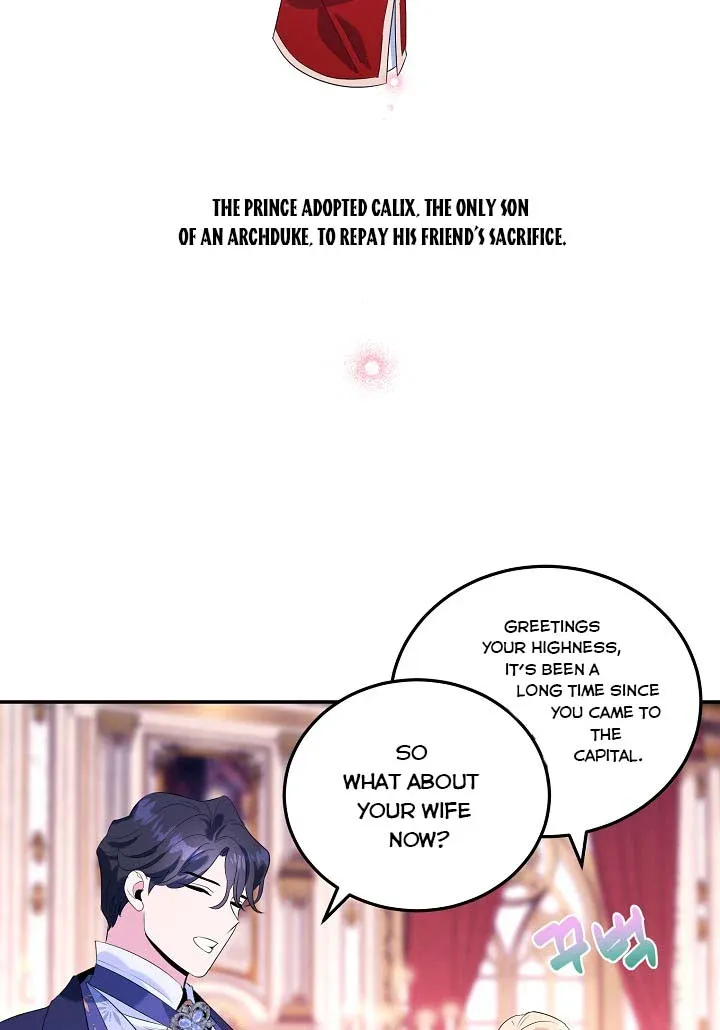 THE PRINCE ADOPTED CALIX, THE ONLY SON
OF AN ARCHDUKE, TO REPAY HIS FRIEND'S SACRIFICE.
GREETINGS
YOUR HIGHNESS,
IT'S BEEN A
LONG TIME SINCE
YOU CAME TO
THE
CAPITAL.
SO
WHAT ABOUT
YOUR WIFE
NOW?
꾸벅